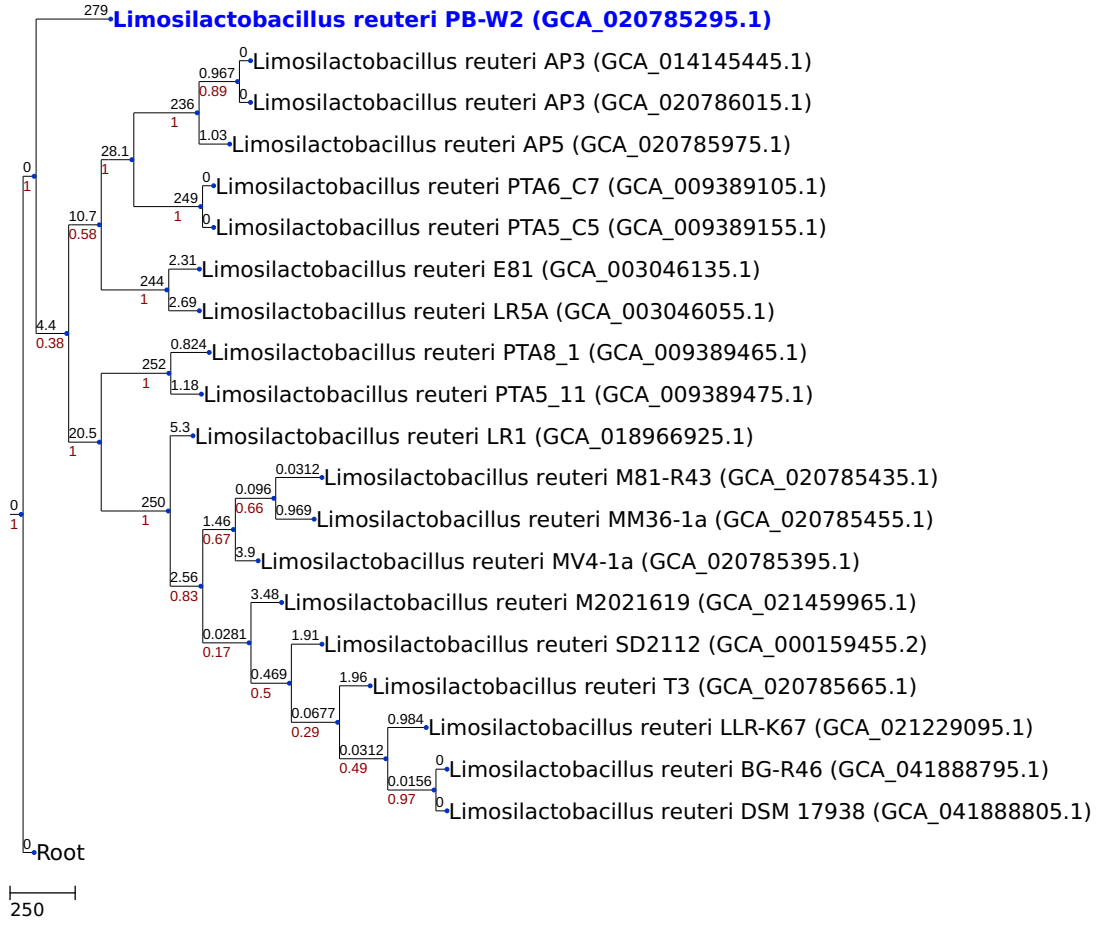 279 Limosilactobacillus reuteri PB-W2 (GCA_020785295.1)
0 Limosilactobacillus reuteri AP3 (GCA_014145445.1)
0.967
0.89
0 Limosilactobacillus reuteri AP3 (GCA_020786015.1)
236
1
1.03 Limosilactobacillus reuteri AP5 (GCA_020785975.1)
28.1
1
0 Limosilactobacillus reuteri PTA6_C7 (GCA_009389105.1)
249
1
0 Limosilactobacillus reuteri PTA5_C5 (GCA_009389155.1)
0
1
10.7
0.58
2.31 Limosilactobacillus reuteri E81 (GCA_003046135.1)
244
1
2.69 Limosilactobacillus reuteri LR5A (GCA_003046055.1)
4.4
0.38
0.824 Limosilactobacillus reuteri PTA8_1 (GCA_009389465.1)
252
1
1.18 Limosilactobacillus reuteri PTA5_11 (GCA_009389475.1)
20.5
1
5.3 Limosilactobacillus reuteri LR1 (GCA_018966925.1)
0.0312 Limosilactobacillus reuteri M81-R43 (GCA_020785435.1)
0.096
0.66
250
1
0.969 Limosilactobacillus reuteri MM36-1a (GCA_020785455.1)
0
1
1.46
0.67
3.9 Limosilactobacillus reuteri MV4-1a (GCA_020785395.1)
2.56
0.83
3.48 Limosilactobacillus reuteri M2021619 (GCA_021459965.1)
0.0281
0.17
1.91 Limosilactobacillus reuteri SD2112 (GCA_000159455.2)
0.469
0.5
1.96 Limosilactobacillus reuteri T3 (GCA_020785665.1)
0.0677
0.29
0.984 Limosilactobacillus reuteri LLR-K67 (GCA_021229095.1)
0.0312
0.49
0 Limosilactobacillus reuteri BG-R46 (GCA_041888795.1)
0.0156
0.97
0 Limosilactobacillus reuteri DSM 17938 (GCA_041888805.1)
0 Root
250